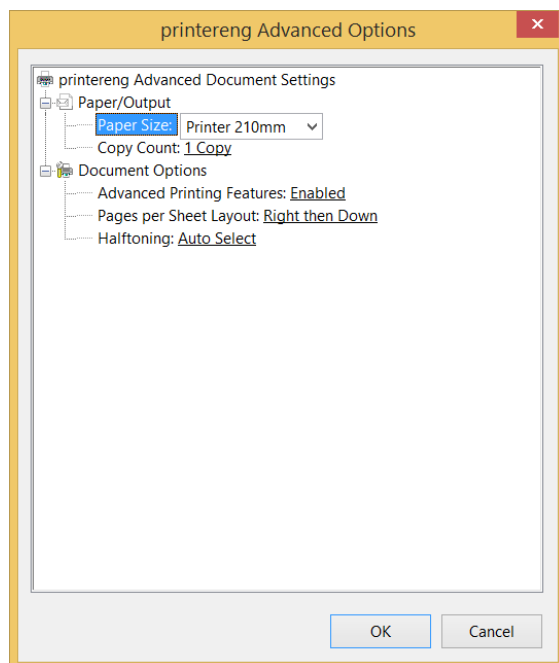 printereng Advanced Options
printereng Advanced Document Settings
Paper/Output
Paper Size: Printer 210mm
Copy Count: 1 Copy
Document Options
Advanced Printing Features: Enabled
Pages per Sheet Layout: Right then Down
Halftoning: Auto Select
OK Cancel